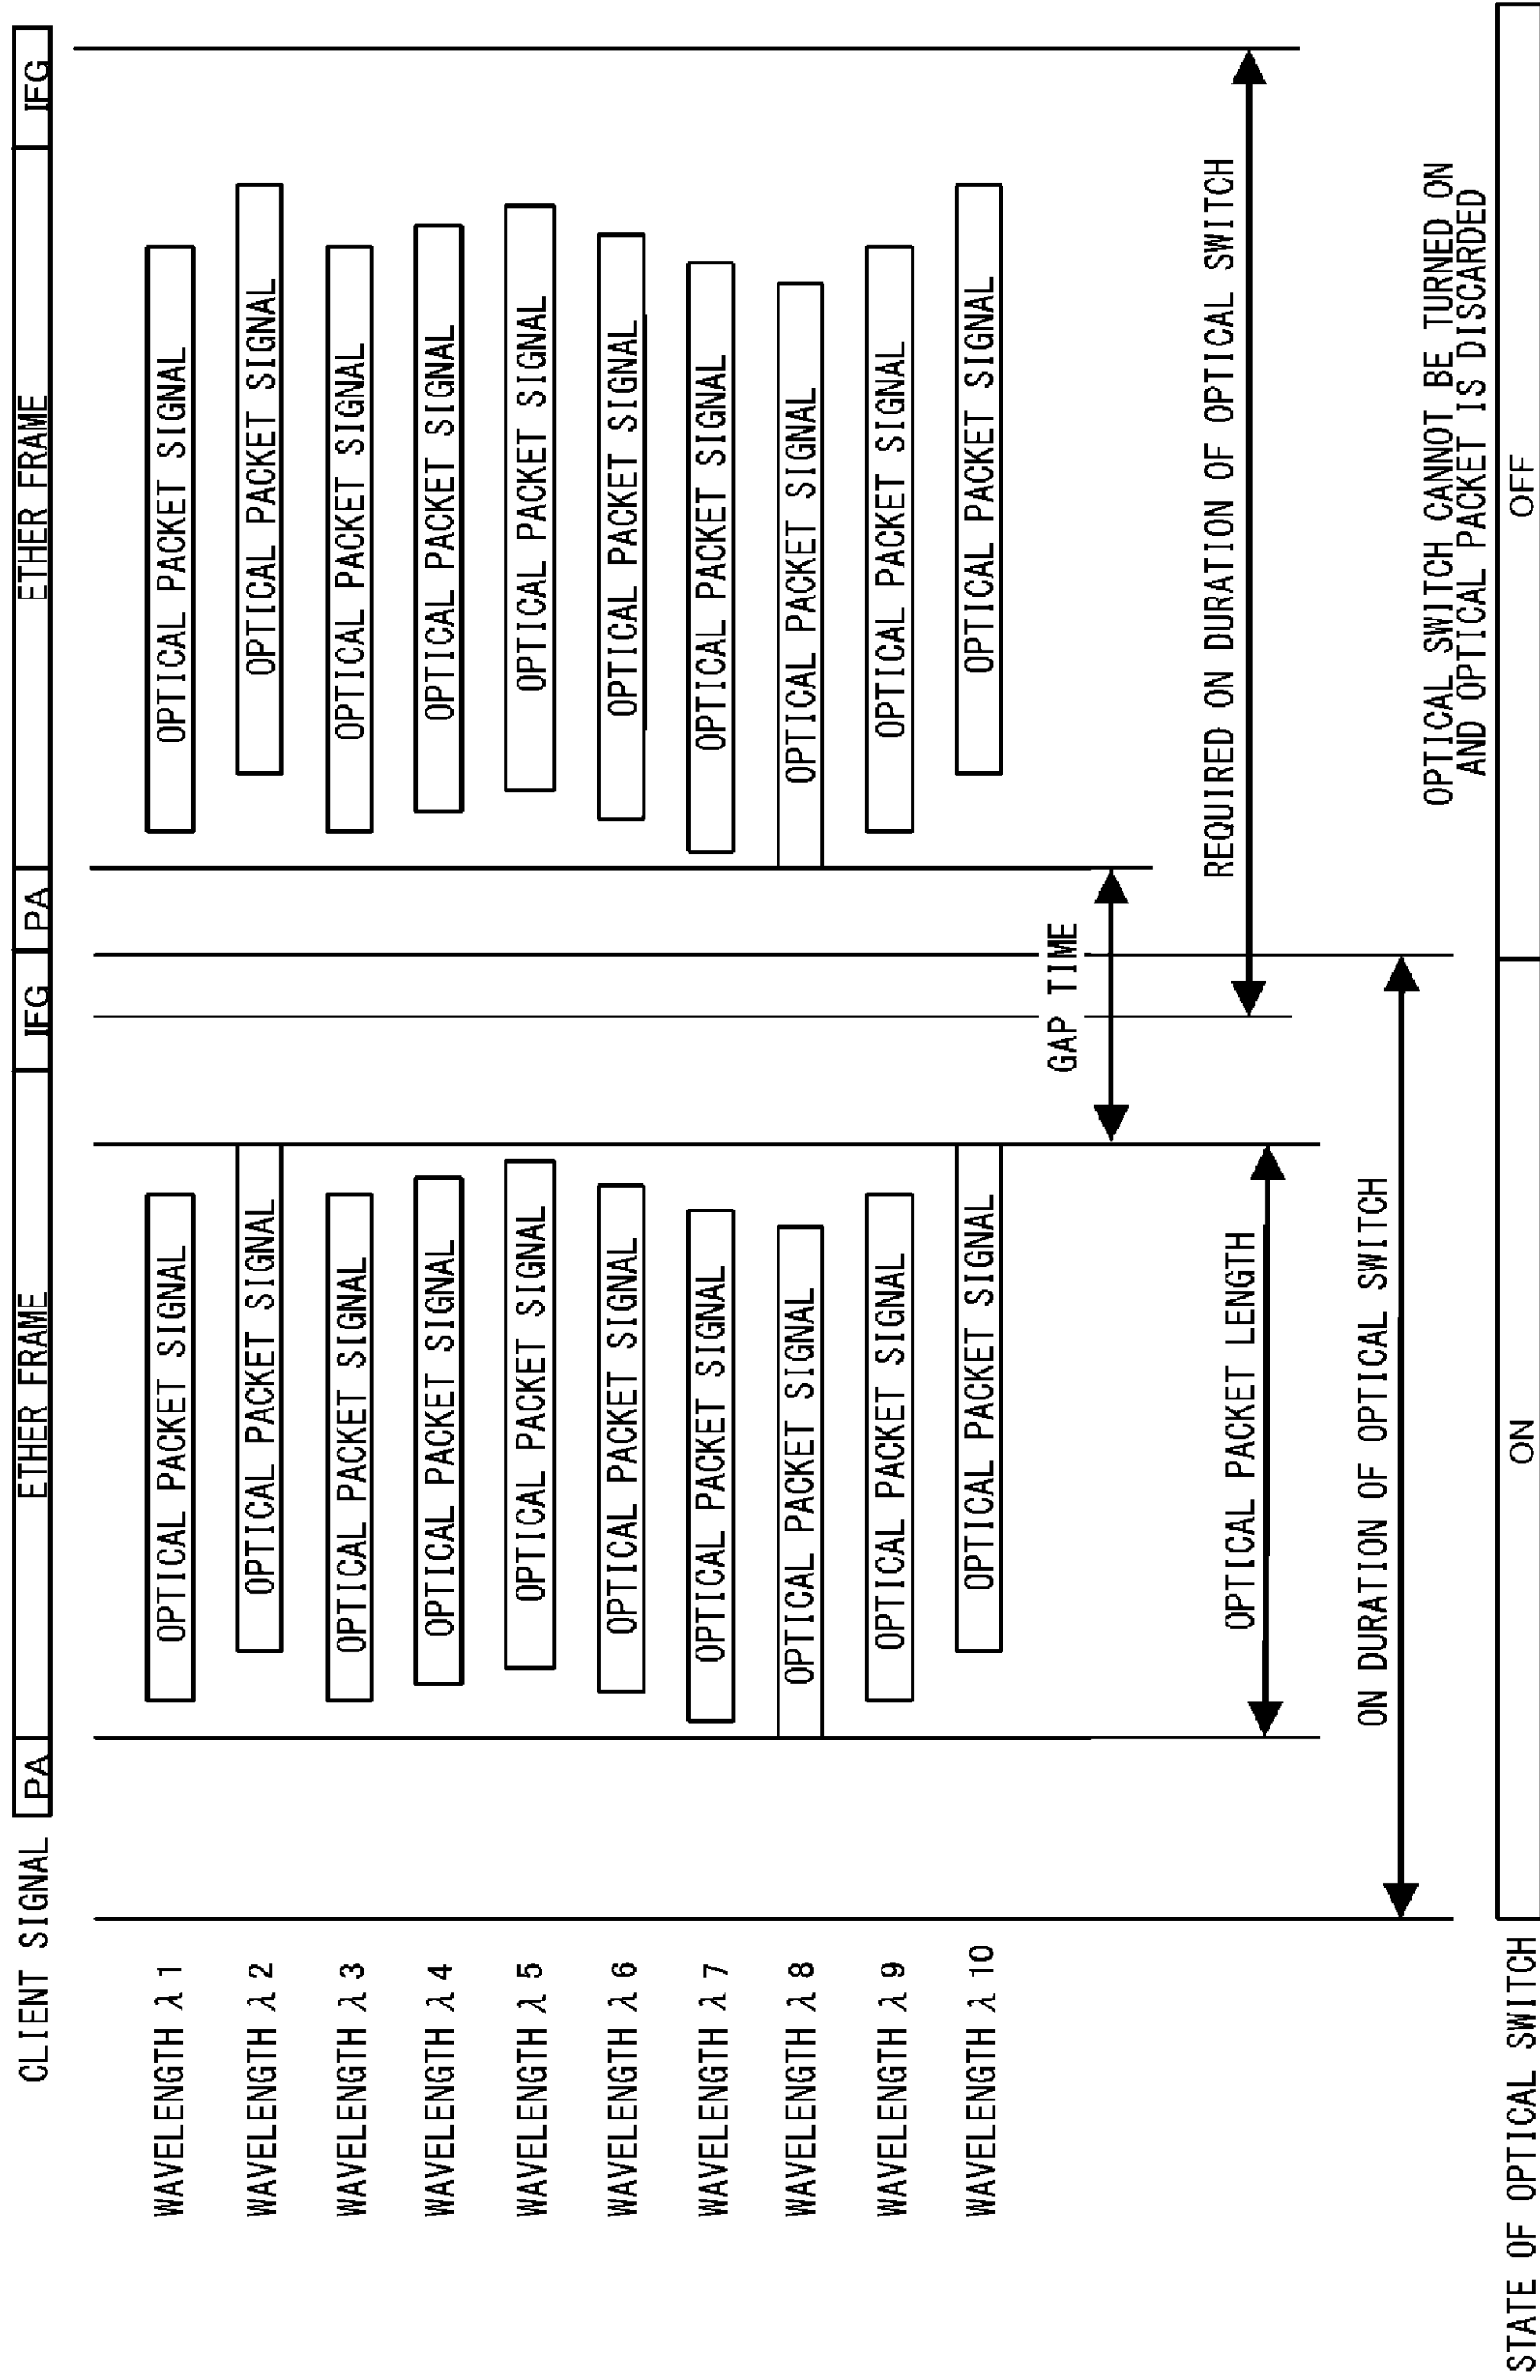 CLIENT SIGNAL
PA
ETHER FRAME
IFG
PA
ETHER FRAME
IFG
WAVELENGTH λ 1
OPTICAL PACKET SIGNAL
OPTICAL PACKET SIGNAL
WAVELENGTH λ 2
OPTICAL PACKET SIGNAL
OPTICAL PACKET SIGNAL
WAVELENGTH λ 3
OPTICAL PACKET SIGNAL
OPTICAL PACKET SIGNAL
WAVELENGTH λ 4
OPTICAL PACKET SIGNAL
OPTICAL PACKET SIGNAL
WAVELENGTH λ 5
OPTICAL PACKET SIGNAL
OPTICAL PACKET SIGNAL
WAVELENGTH λ 6
OPTICAL PACKET SIGNAL
OPTICAL PACKET SIGNAL
WAVELENGTH λ 7
OPTICAL PACKET SIGNAL
OPTICAL PACKET SIGNAL
WAVELENGTH λ 8
OPTICAL PACKET SIGNAL
OPTICAL PACKET SIGNAL
WAVELENGTH λ 9
OPTICAL PACKET SIGNAL
OPTICAL PACKET SIGNAL
WAVELENGTH λ 10
OPTICAL PACKET SIGNAL
OPTICAL PACKET SIGNAL
GAP TIME
REQUIRED ON DURATION OF OPTICAL SWITCH
OPTICAL PACKET LENGTH
ON DURATION OF OPTICAL SWITCH
OPTICAL SWITCH CANNOT BE TURNED ON
AND OPTICAL PACKET IS DISCARDED
STATE OF OPTICAL SWITCH
ON
OFF